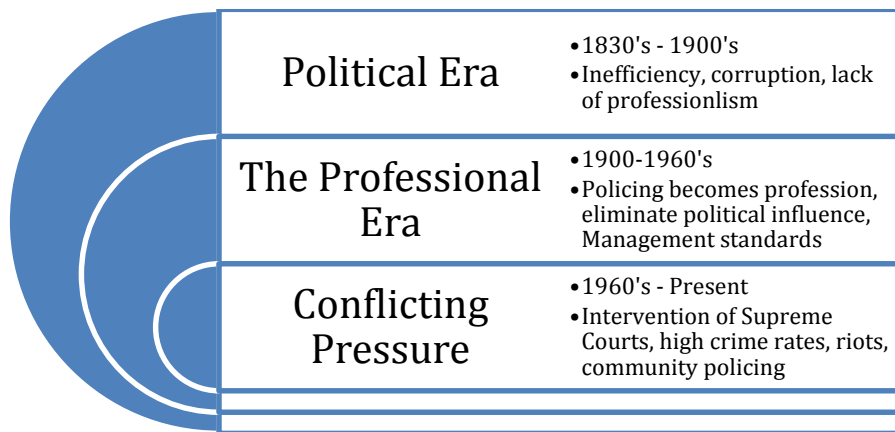 Political Era
•1830's - 1900's
•Inefficiency, corruption, lack
of professionlism
The Professional
Era
•1900-1960's
•Policing becomes profession,
eliminate political influence,
Management standards
Conflicting
Pressure
•1960's - Present
•Intervention of Supreme
Courts, high crime rates, riots,
community policing